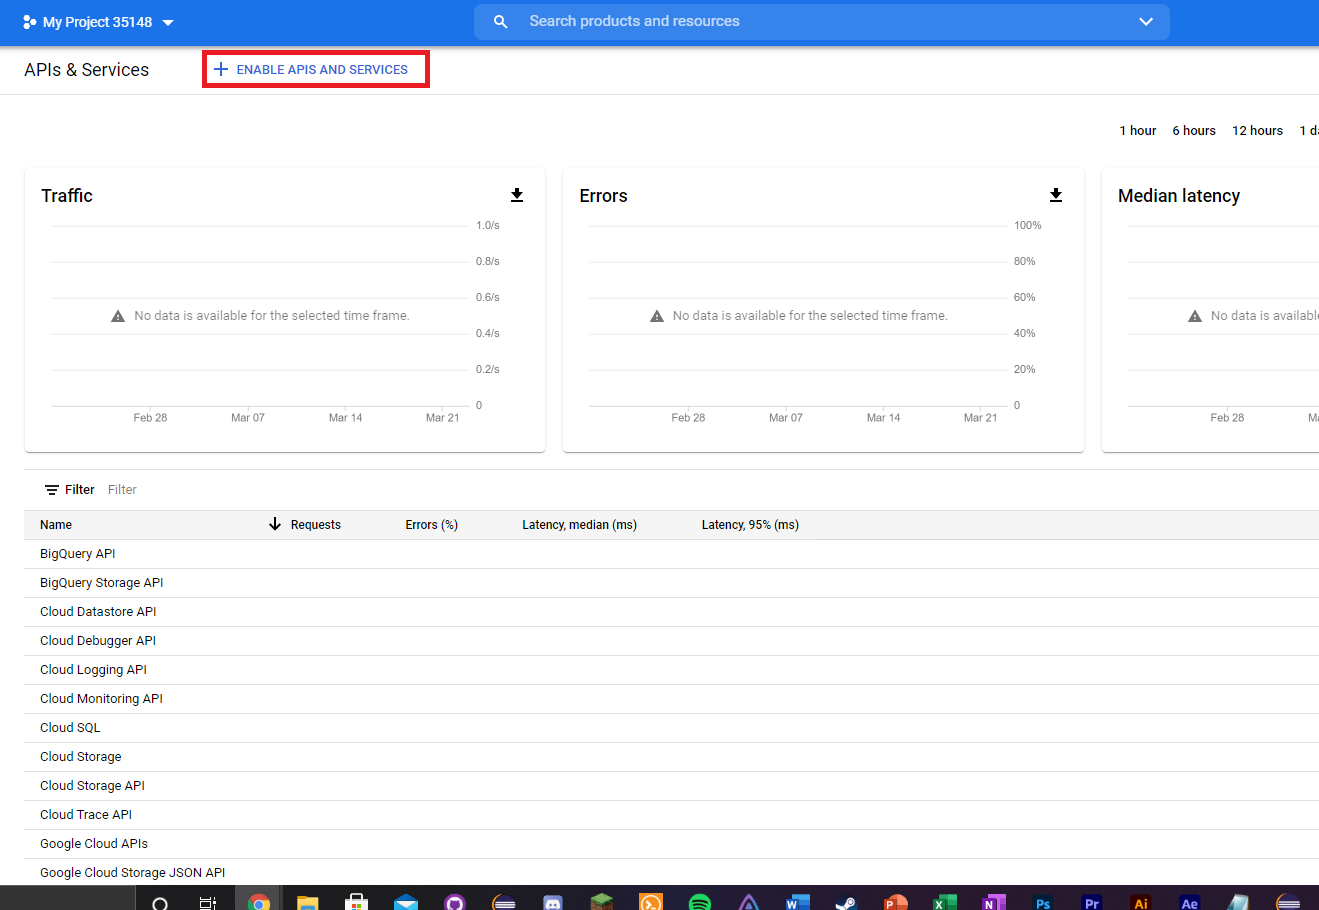 My Project 35148
Search products and resources
APIs & Services
ENABLE APIS AND SERVICES
1 hour 6 hours 12 hours 1 da
Traffic
1.0/s
0.8/s
0.6/s
No data is available for the selected time frame.
0.4/s
0.2/s
0
Feb 28 Mar 07 Mar 14 Mar 21
Errors
100%
80%
60%
No data is available for the selected time frame.
40%
20%
0
Feb 28 Mar 07 Mar 14 Mar 21
Median latency
No data is availabl
Feb 28 Ma
Filter Filter
Name Requests Errors (%) Latency, median (ms) Latency, 95% (ms)
BigQuery API
BigQuery Storage API
Cloud Datastore API
Cloud Debugger API
Cloud Logging API
Cloud Monitoring API
Cloud SQL
Cloud Storage
Cloud Storage API
Cloud Trace API
Google Cloud APIs
Google Cloud Storage JSON API
W P X N Ps Pr Ai Ae